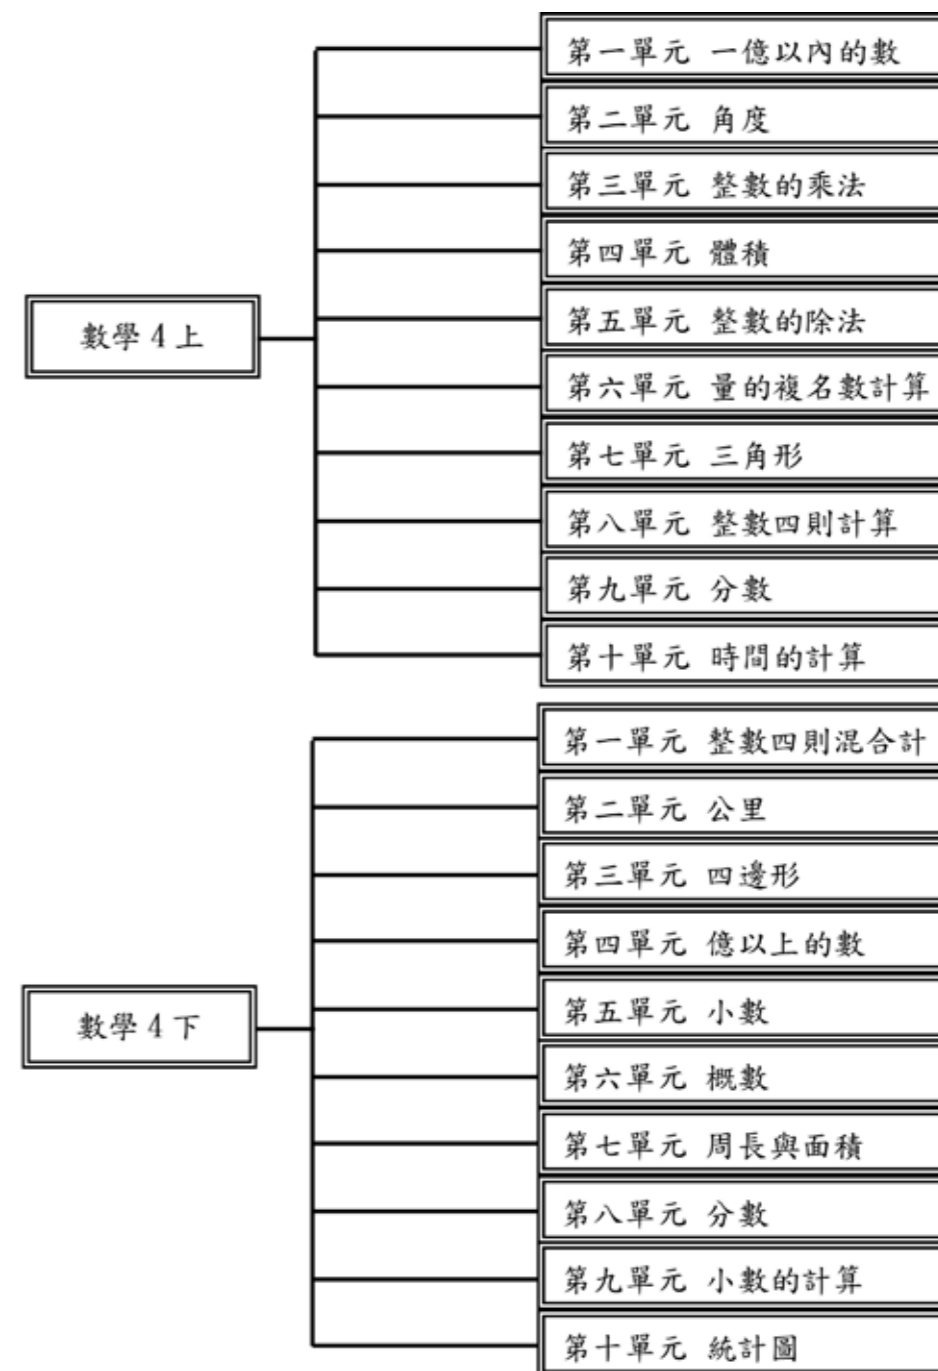 數學 4 上
第一單元 一億以內的數
第二單元 角度
第三單元 整數的乘法
第四單元 體積
第五單元 整數的除法
第六單元 量的複名數計算
第七單元 三角形
第八單元 整數四則計算
第九單元 分數
第十單元 時間的計算
數學 4 下
第一單元 整數四則混合計
第二單元 公里
第三單元 四邊形
第四單元 億以上的數
第五單元 小數
第六單元 概數
第七單元 周長與面積
第八單元 分數
第九單元 小數的計算
第十單元 統計圖